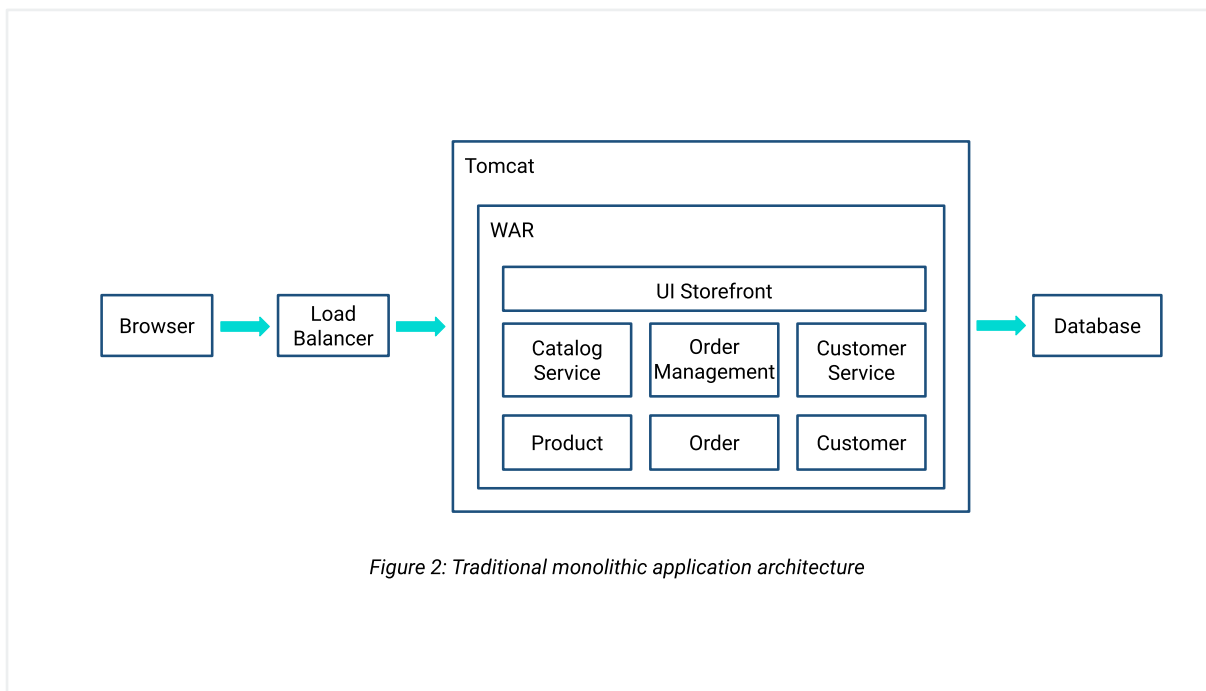 Tomcat
WAR
UI Storefront
Browser
Load
Balancer
Catalog
Service
Order
Management
Customer
Service
Database
Product
Order
Customer
Figure 2: Traditional monolithic application architecture